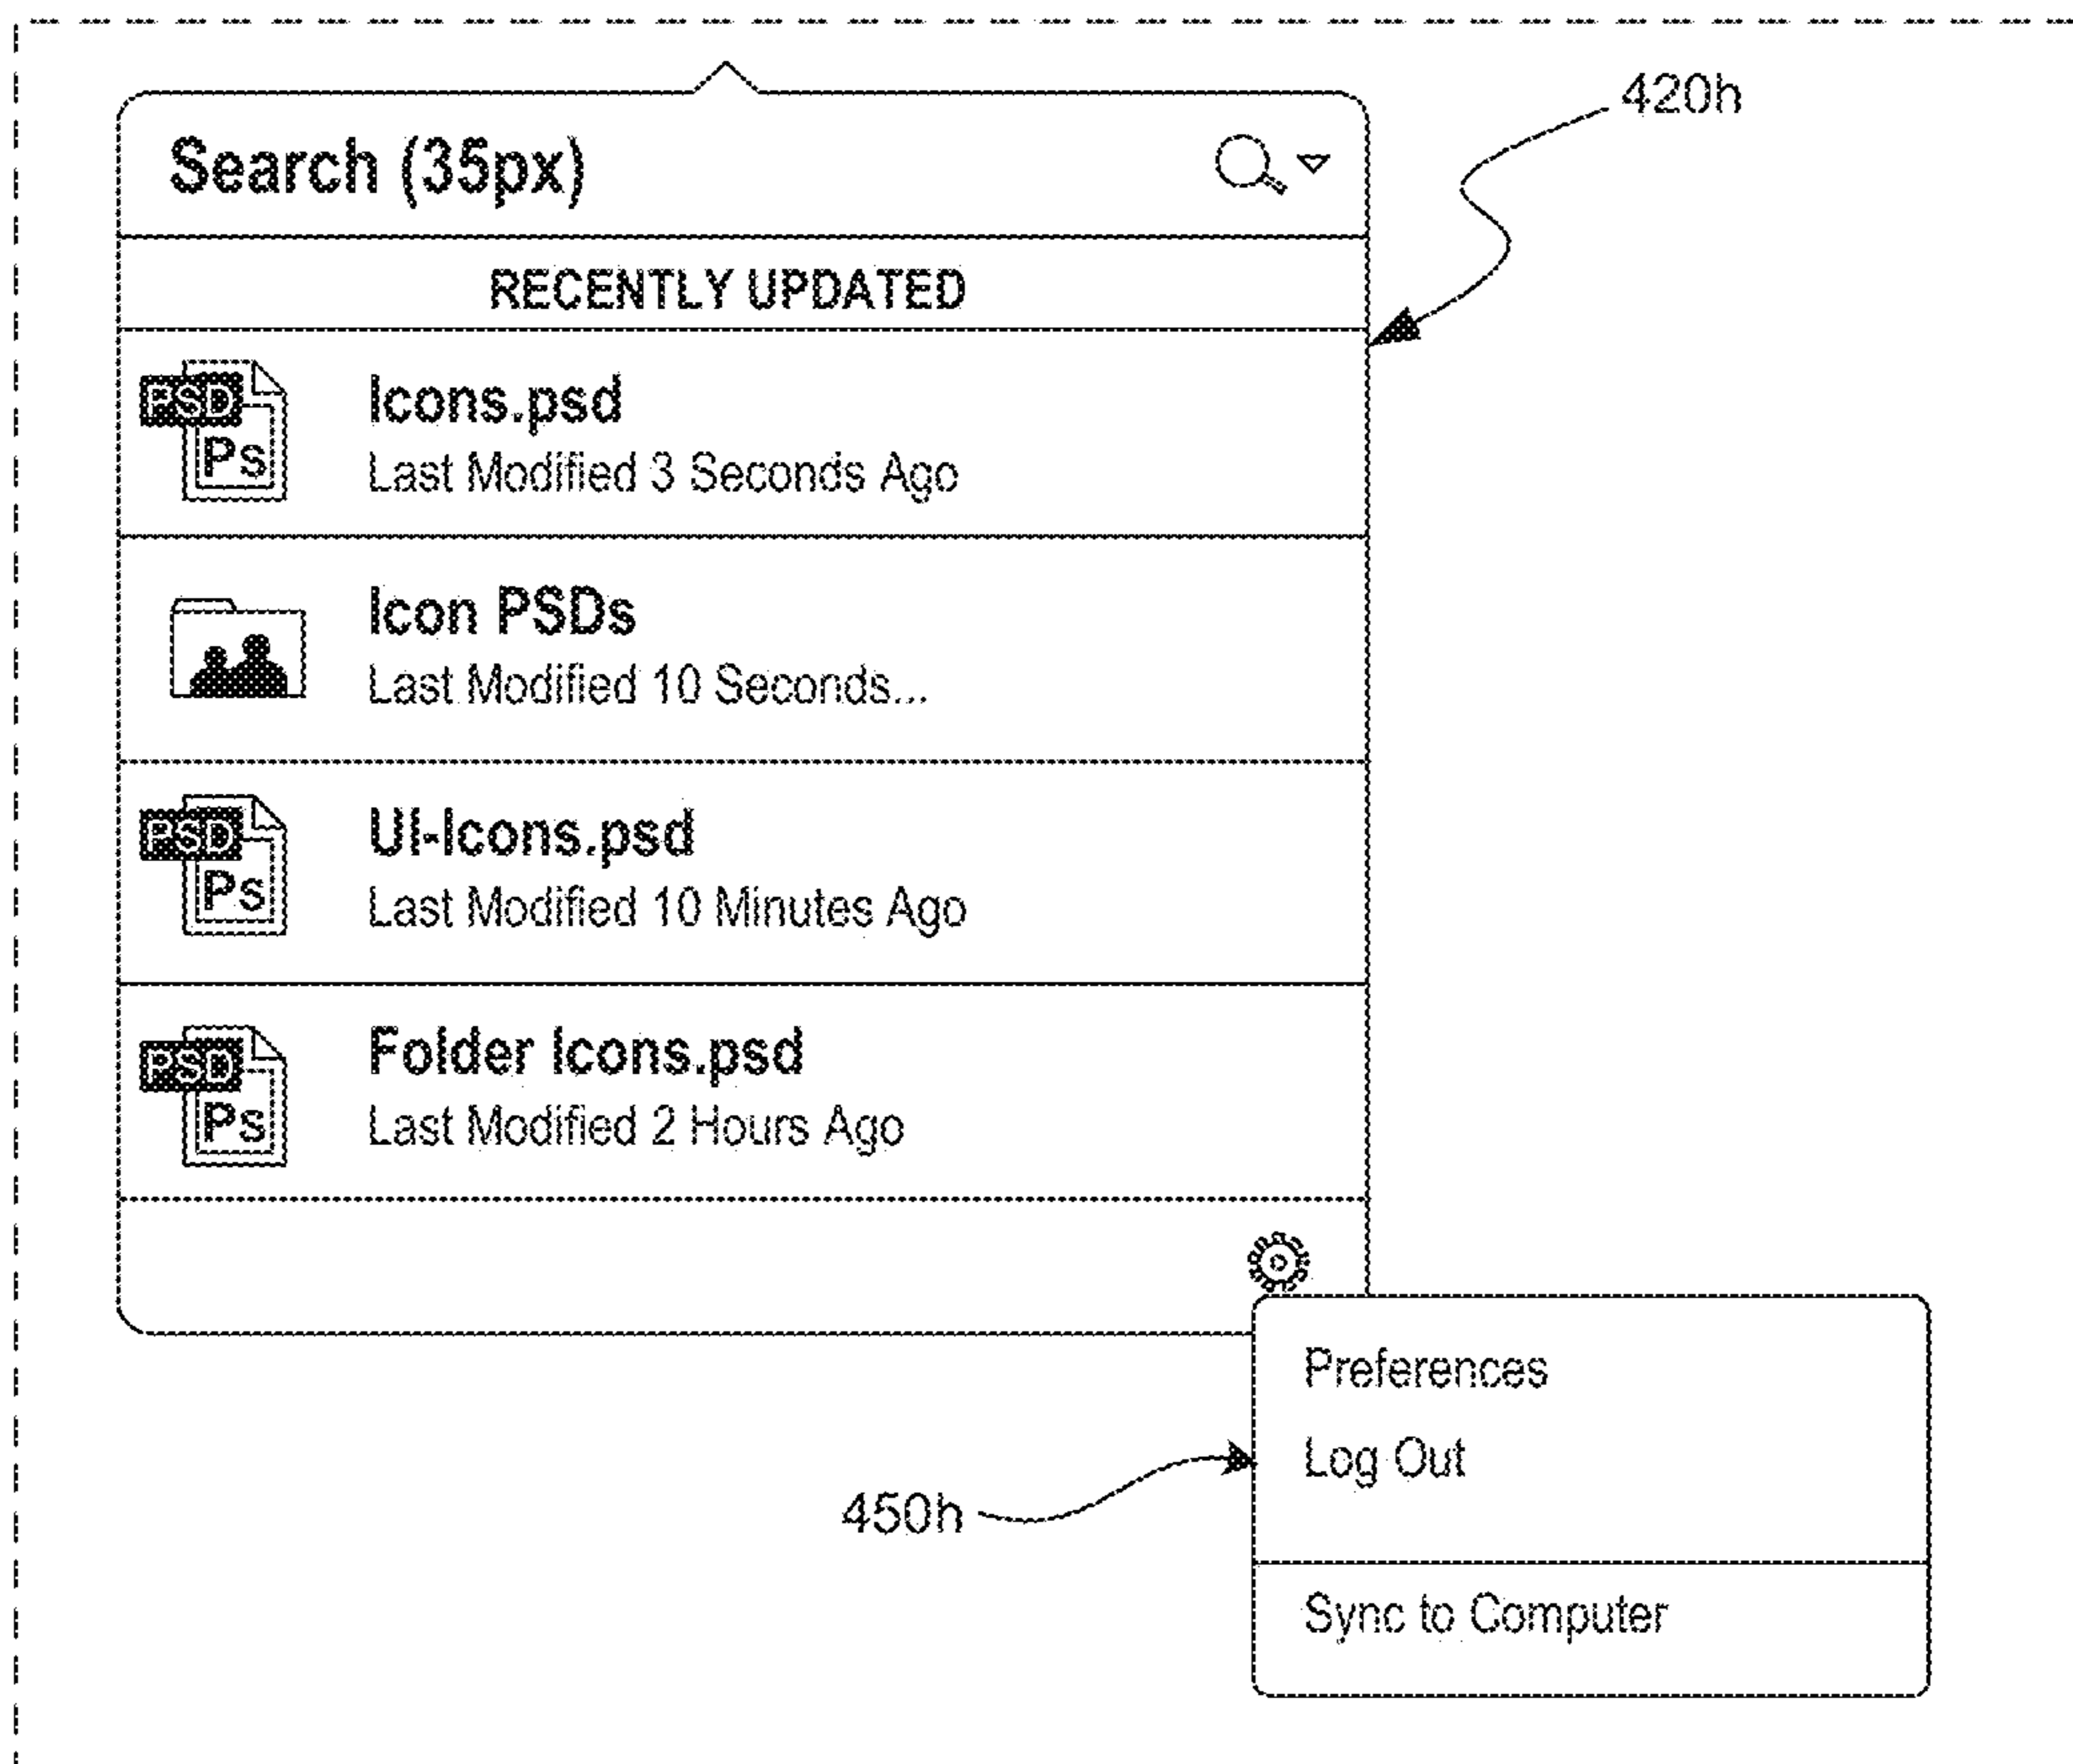 420h
Search (35px)
RECENTLY UPDATED
PSD
Ps
Icons.psd
Last Modified 3 Seconds Ago
Icon PSDs
Last Modified 10 Seconds...
PSD
Ps
UI-Icons.psd
Last Modified 10 Minutes Ago
PSD
Ps
Folder Icons.psd
Last Modified 2 Hours Ago
Preferences
Log Out
450h
Sync to Computer